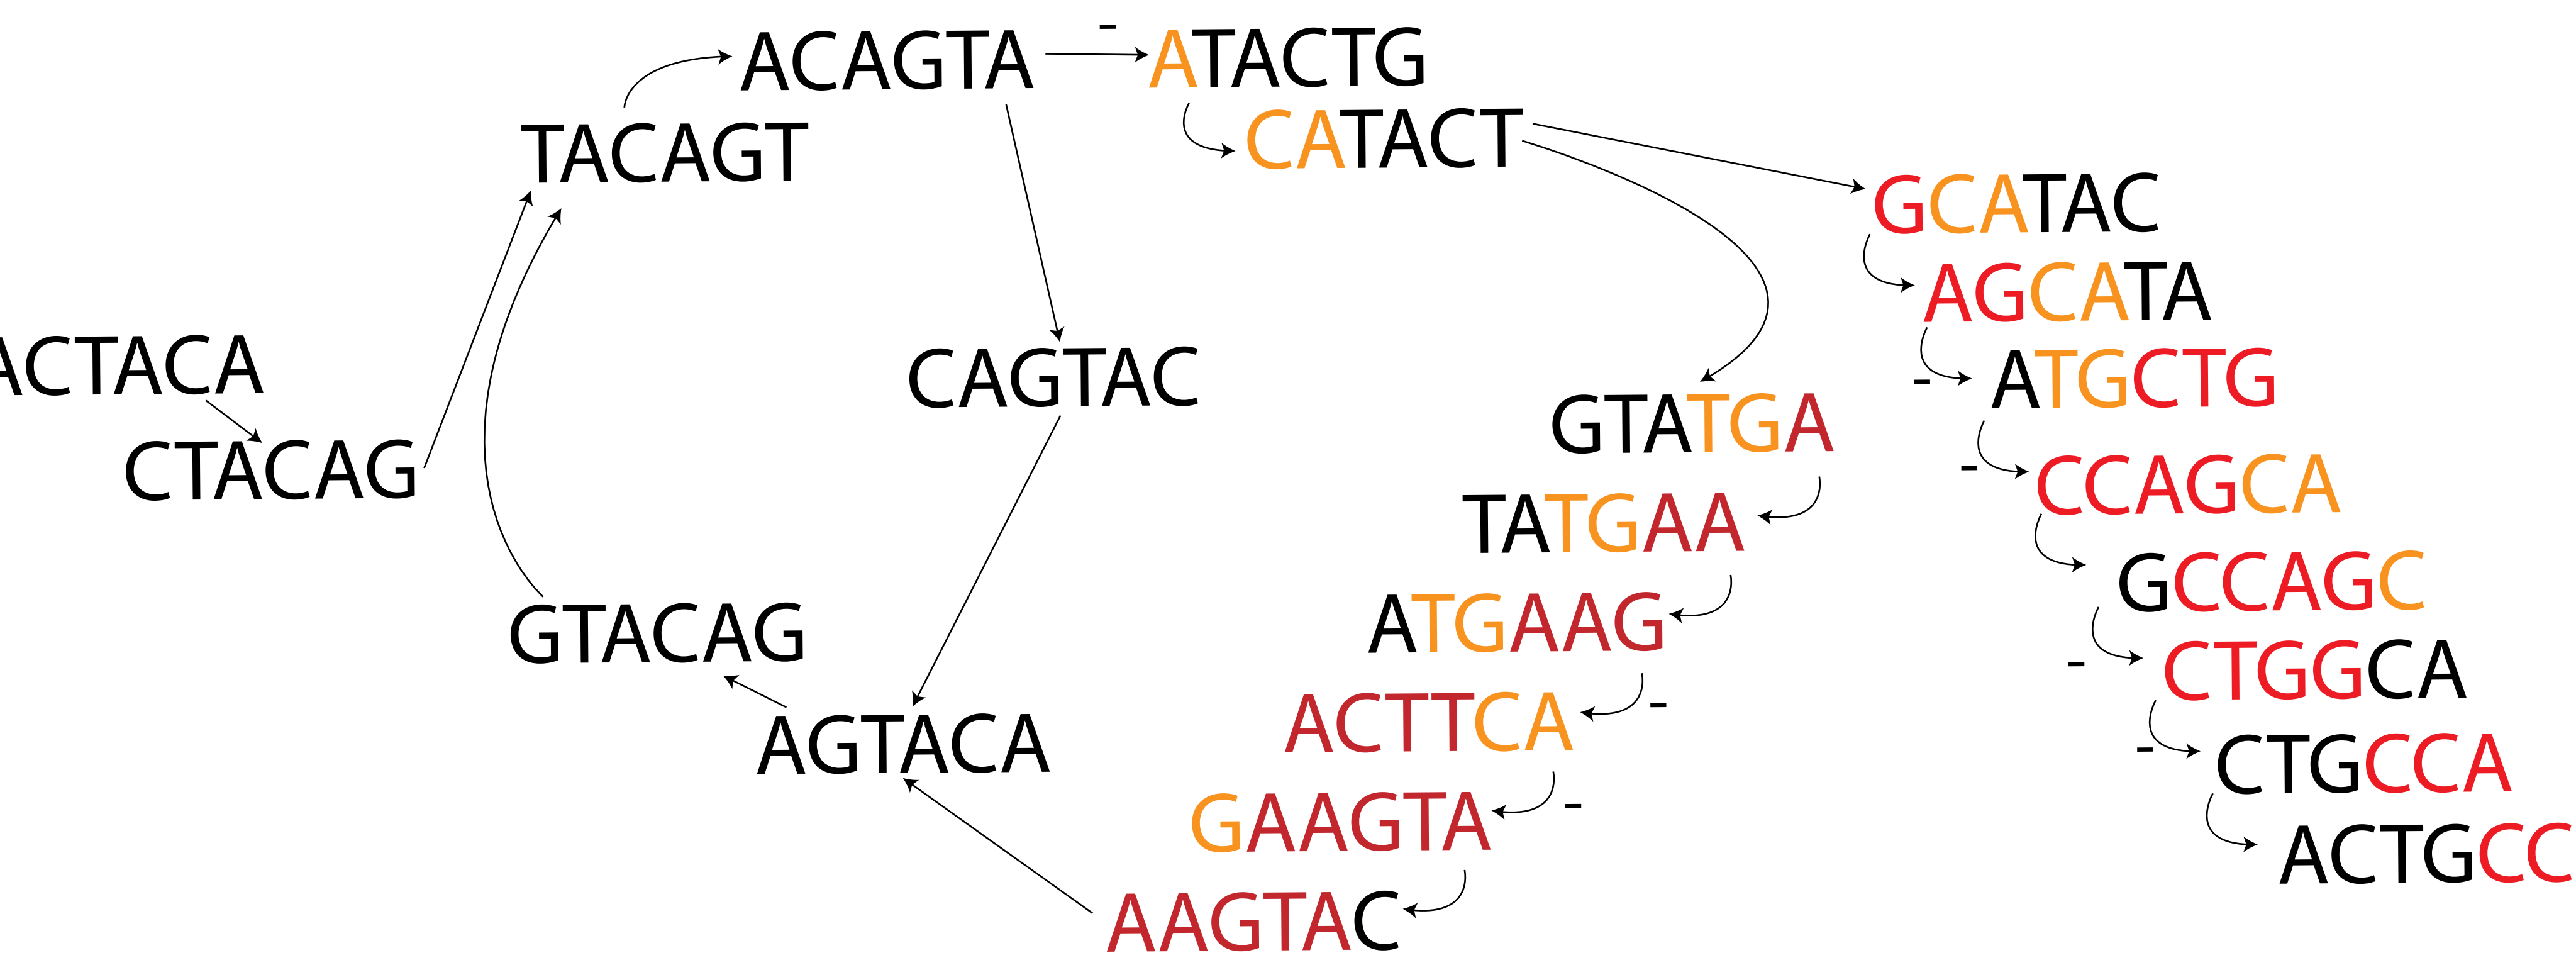 ACAGTA
-
ATACTG
TACAGT
CATACT
GCATAC
AGCATA
ACTACA
CAGTAC
-
ATGCTG
GTATGA
CTACAG
-
CCAGCA
TATGAA
GCCAGC
GTACAG
ATGAAG
-
CTGGCA
ACTTCA
-
AGTACA
-
CTGCCA
GAAGTA
-
ACTGCC
AAGTAC